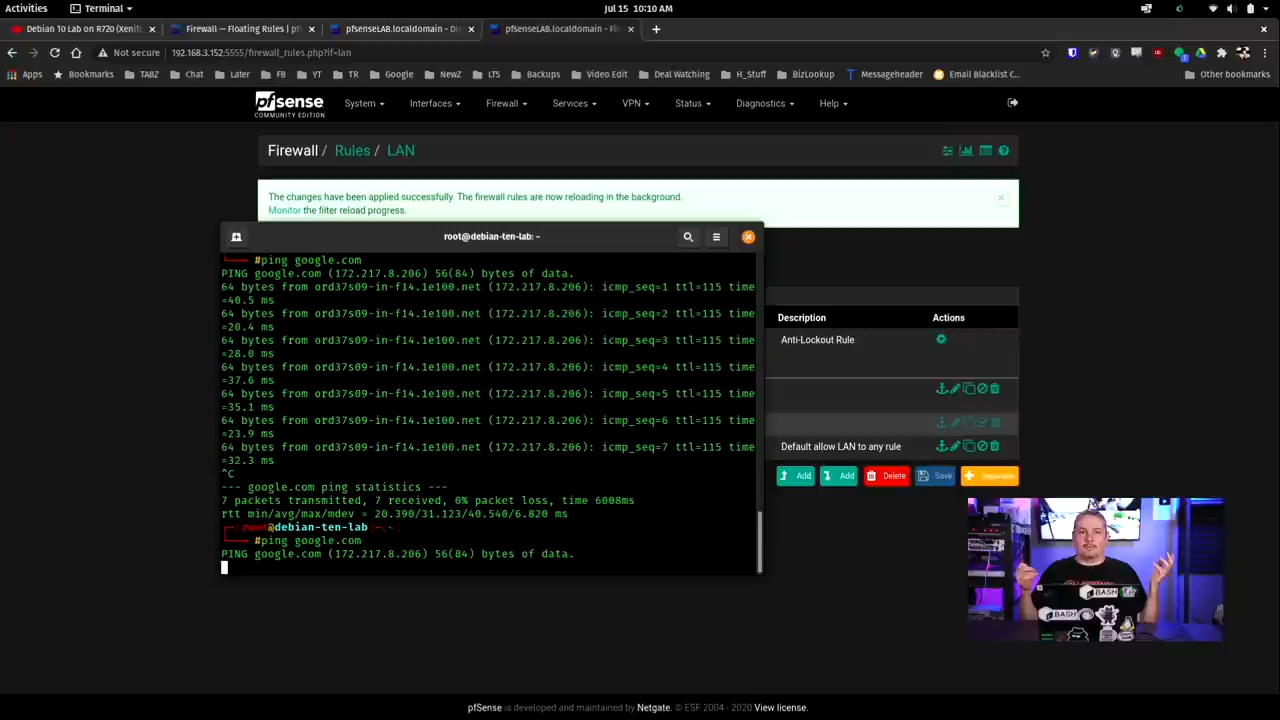 Activities
Terminal
Jul 15 10:10 AM
Debian 10 Lab on R720 (Xen
Firewall — Floating Rules | pf
pfsenseLAB.localdomain - Di
pfsenseLAB.localdomain - Fi
Not secure
192.168.3.152:5555/firewall_rules.php?if=lan
Apps
Bookmarks
TABZ
Chat
Later
FB
YT
TR
Google
NewZ
LTS
Backups
Video Edit
Deal Watching
H_Stuff
BizLookup
Messageheader
Email Blacklist C...
Other bookmarks
pfsense
COMMUNITY EDITION
System
Interfaces
Firewall
Services
VPN
Status
Diagnostics
Help
Firewall / Rules / LAN
The changes have been applied successfully. The firewall rules are now reloading in the background.
Monitor the filter reload progress.
root@debian-ten-lab: ~
#ping google.com
PING google.com (172.217.8.206) 56(84) bytes of data.
64 bytes from ord37s09-in-f14.1e100.net (172.217.8.206): icmp_seq=1 ttl=115 time
=40.5 ms
64 bytes from ord37s09-in-f14.1e100.net (172.217.8.206): icmp_seq=2 ttl=115 time
=20.4 ms
64 bytes from ord37s09-in-f14.1e100.net (172.217.8.206): icmp_seq=3 ttl=115 time
=28.0 ms
64 bytes from ord37s09-in-f14.1e100.net (172.217.8.206): icmp_seq=4 ttl=115 time
=37.6 ms
64 bytes from ord37s09-in-f14.1e100.net (172.217.8.206): icmp_seq=5 ttl=115 time
=35.1 ms
64 bytes from ord37s09-in-f14.1e100.net (172.217.8.206): icmp_seq=6 ttl=115 time
=23.9 ms
64 bytes from ord37s09-in-f14.1e100.net (172.217.8.206): icmp_seq=7 ttl=115 time
=32.3 ms
^C
--- google.com ping statistics ---
7 packets transmitted, 7 received, 0% packet loss, time 6008ms
rtt min/avg/max/mdev = 20.390/31.123/40.540/6.820 ms
root@debian-ten-lab ~
#ping google.com
PING google.com (172.217.8.206) 56(84) bytes of data.
Description
Actions
Anti-Lockout Rule
Default allow LAN to any rule
Add
Add
Delete
Save
Separator
BASH
BASH
pfSense is developed and maintained by Netgate. © ESF 2004 - 2020 View license.